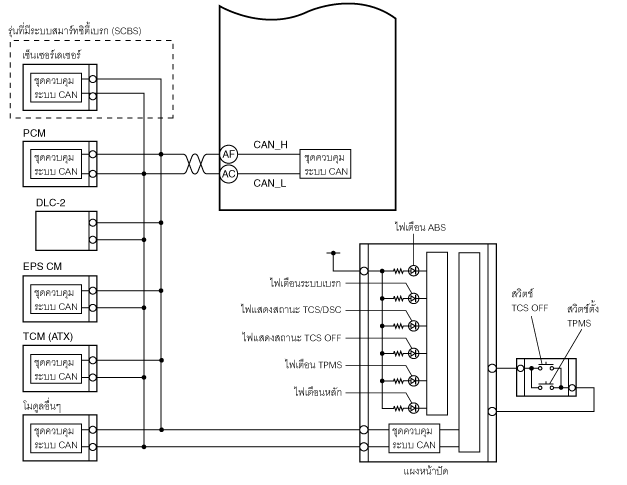 รุ่นที่มีระบบสมาร์ทซิตี้เบรก (SCBS)
เซ็นเซอร์เลเซอร์
ชุดควบคุม
ระบบ CAN
PCM
ชุดควบคุม
ระบบ CAN
AF
CAN_H
AC
CAN_L
ชุดควบคุม
ระบบ CAN
DLC-2
EPS CM
ชุดควบคุม
ระบบ CAN
TCM (ATX)
ชุดควบคุม
ระบบ CAN
โมดูลอื่นๆ
ชุดควบคุม
ระบบ CAN
ไฟเตือน ABS
ไฟเตือนระบบเบรก
ไฟแสดงสถานะ TCS/DSC
ไฟแสดงสถานะ TCS OFF
ไฟเตือน TPMS
ไฟเตือนหลัก
ชุดควบคุม
ระบบ CAN
แผงหน้าปัด
สวิตช์
TCS OFF
สวิตช์ตั้ง
TPMS